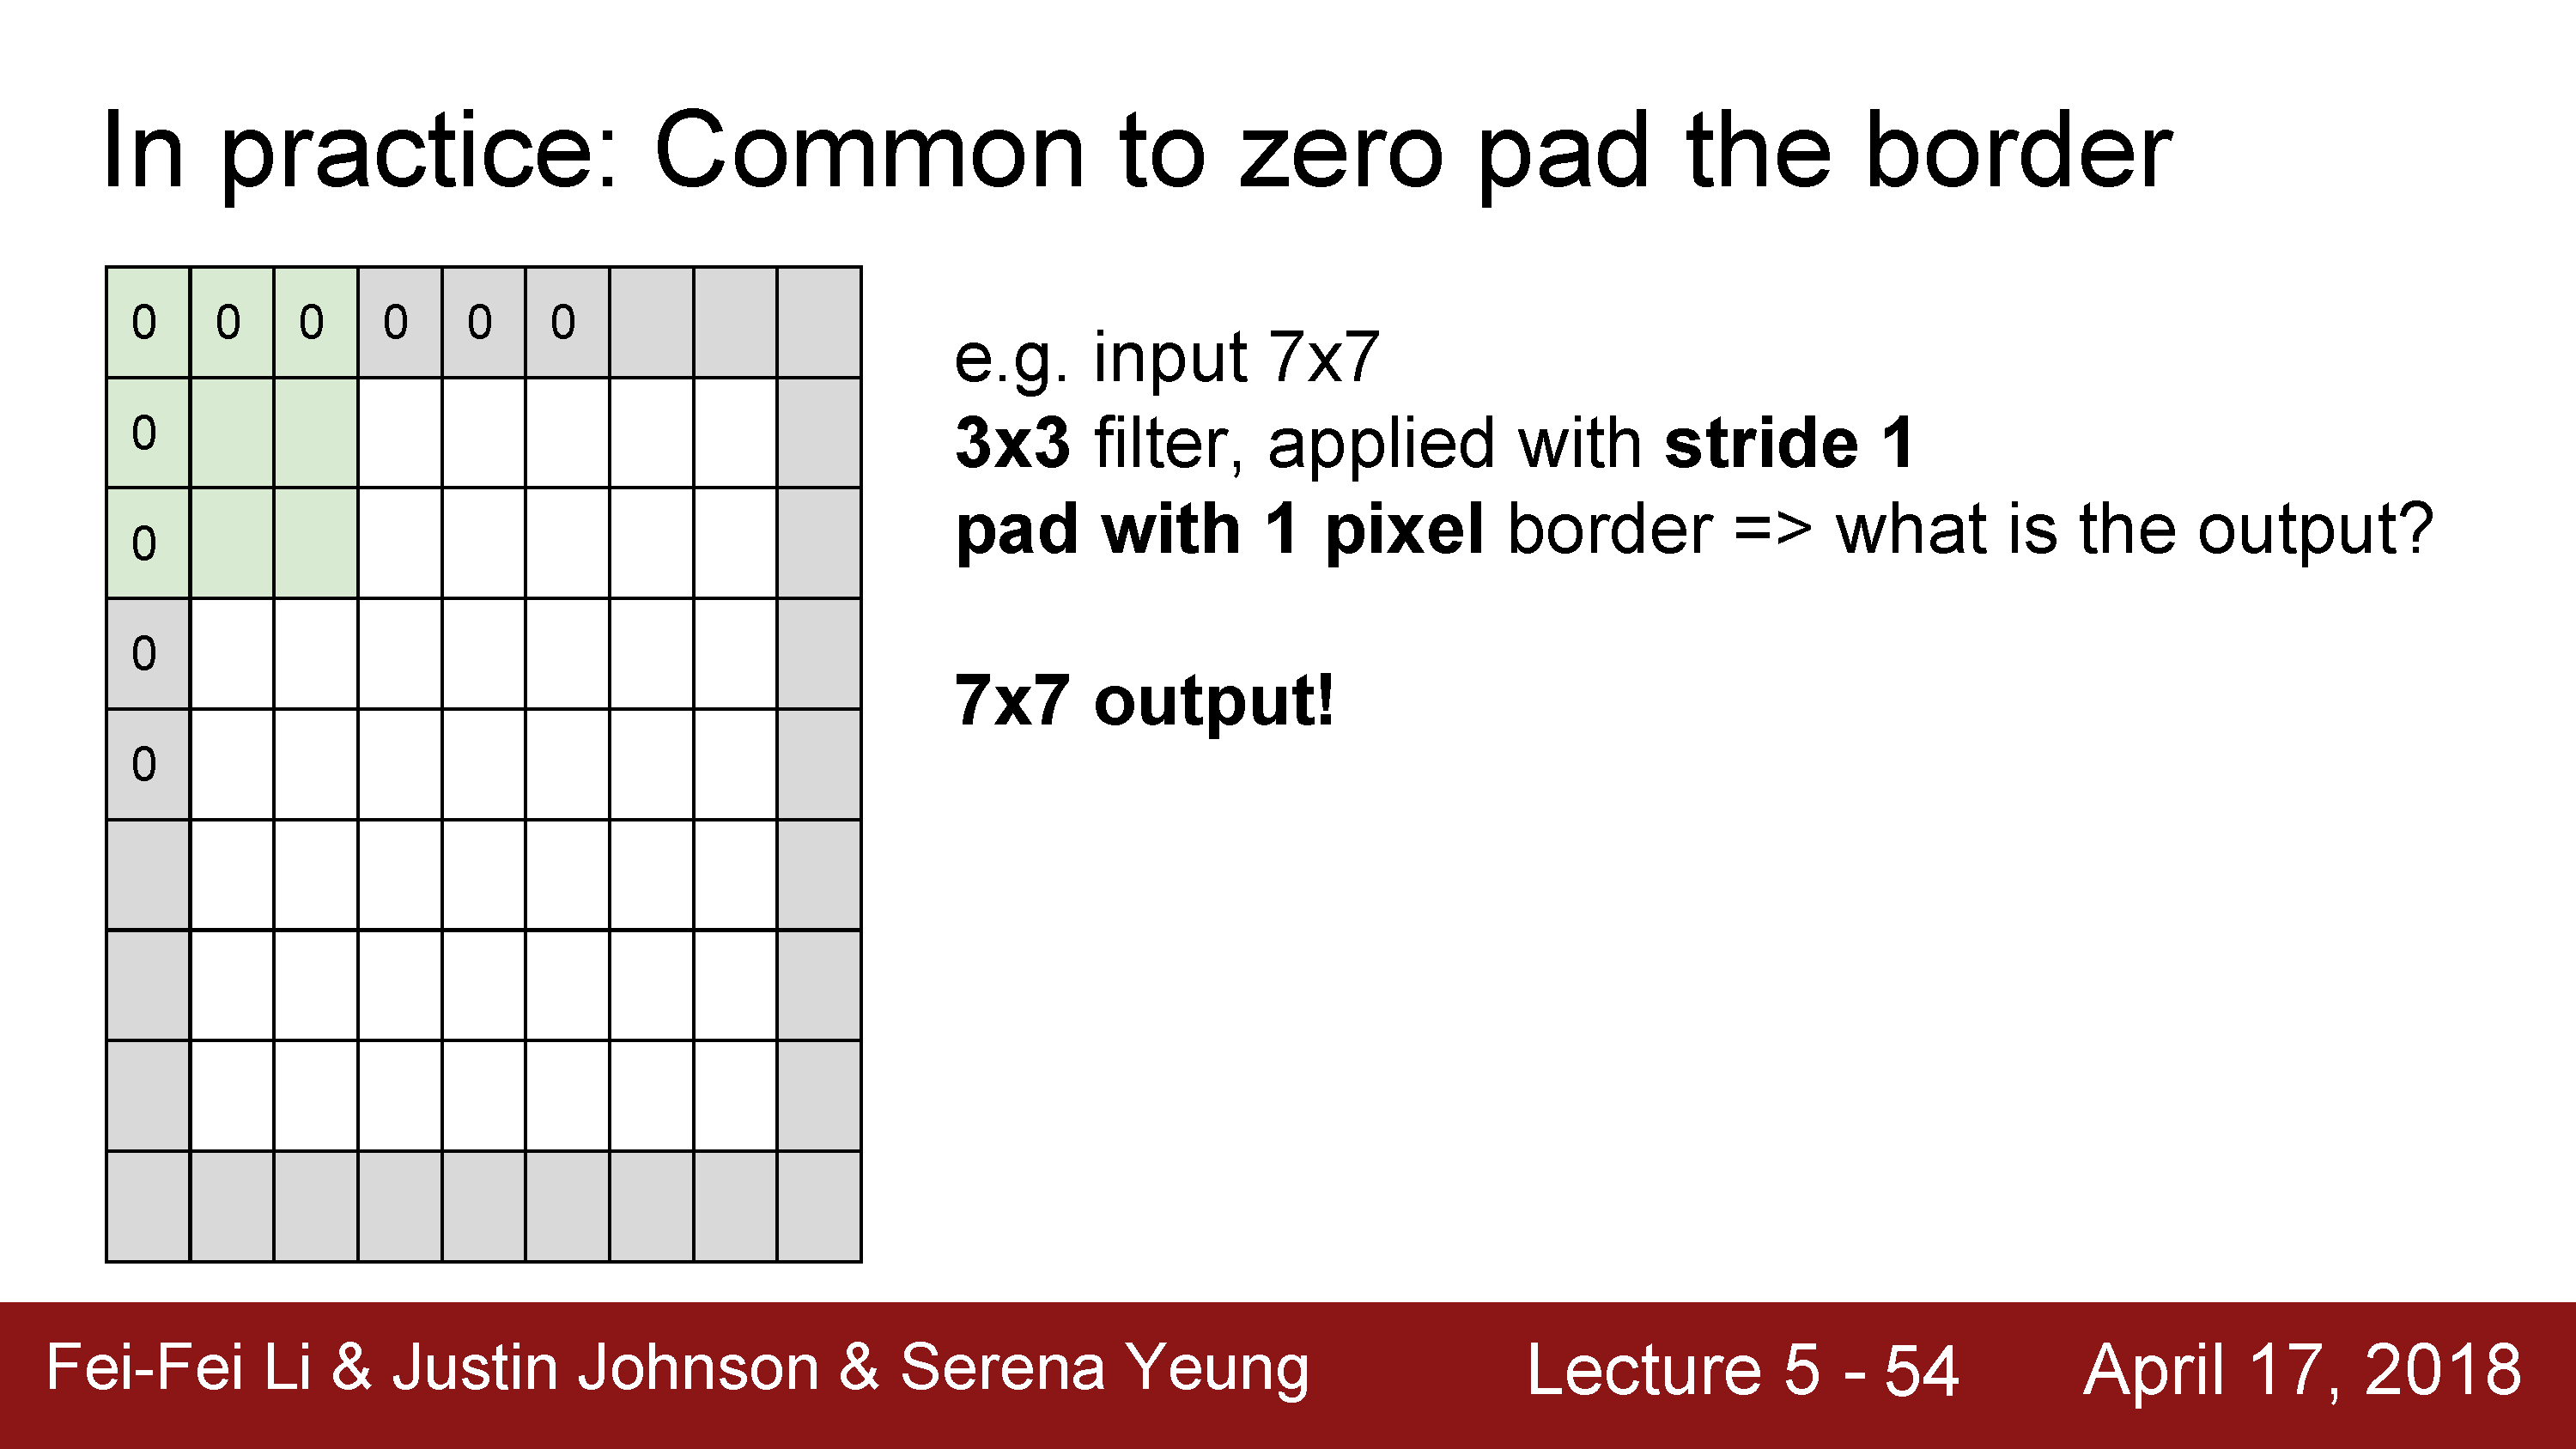 In practice: Common to zero pad the border
0 0 0 0 0 0
0
0
0
0
e.g. input 7x7
3x3 filter, applied with stride 1
pad with 1 pixel border => what is the output?
7x7 output!
Fei-Fei Li & Justin Johnson & Serena Yeung Lecture 5 - 54 April 17, 2018